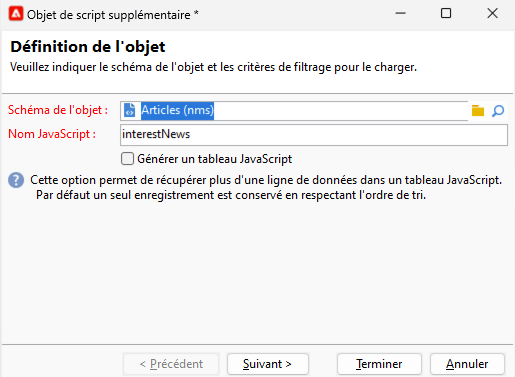 Objet de script supplémentaire *
Définition de l'objet
Veuillez indiquer le schéma de l'objet et les critères de filtrage pour le charger.
Schéma de l'objet : Articles (nms)
Nom JavaScript : interestNews
Générer un tableau JavaScript
Cette option permet de récupérer plus d'une ligne de données dans un tableau JavaScript.
Par défaut un seul enregistrement est conservé en respectant l'ordre de tri.
< Précédent Suivant > Terminer Annuler